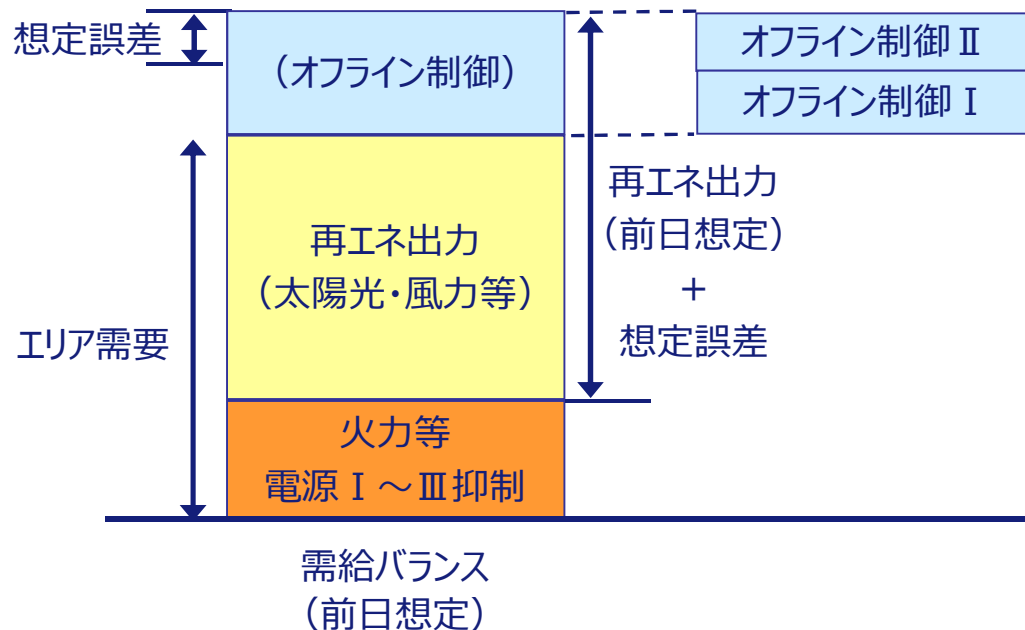 想定誤差
（オフライン制御）
オフライン制御Ⅱ
オフライン制御Ⅰ
再エネ出力
（太陽光・風力等）
再エネ出力
（前日想定）
+
想定誤差
エリア需要
火力等
電源Ⅰ～Ⅲ抑制
需給バランス
（前日想定）